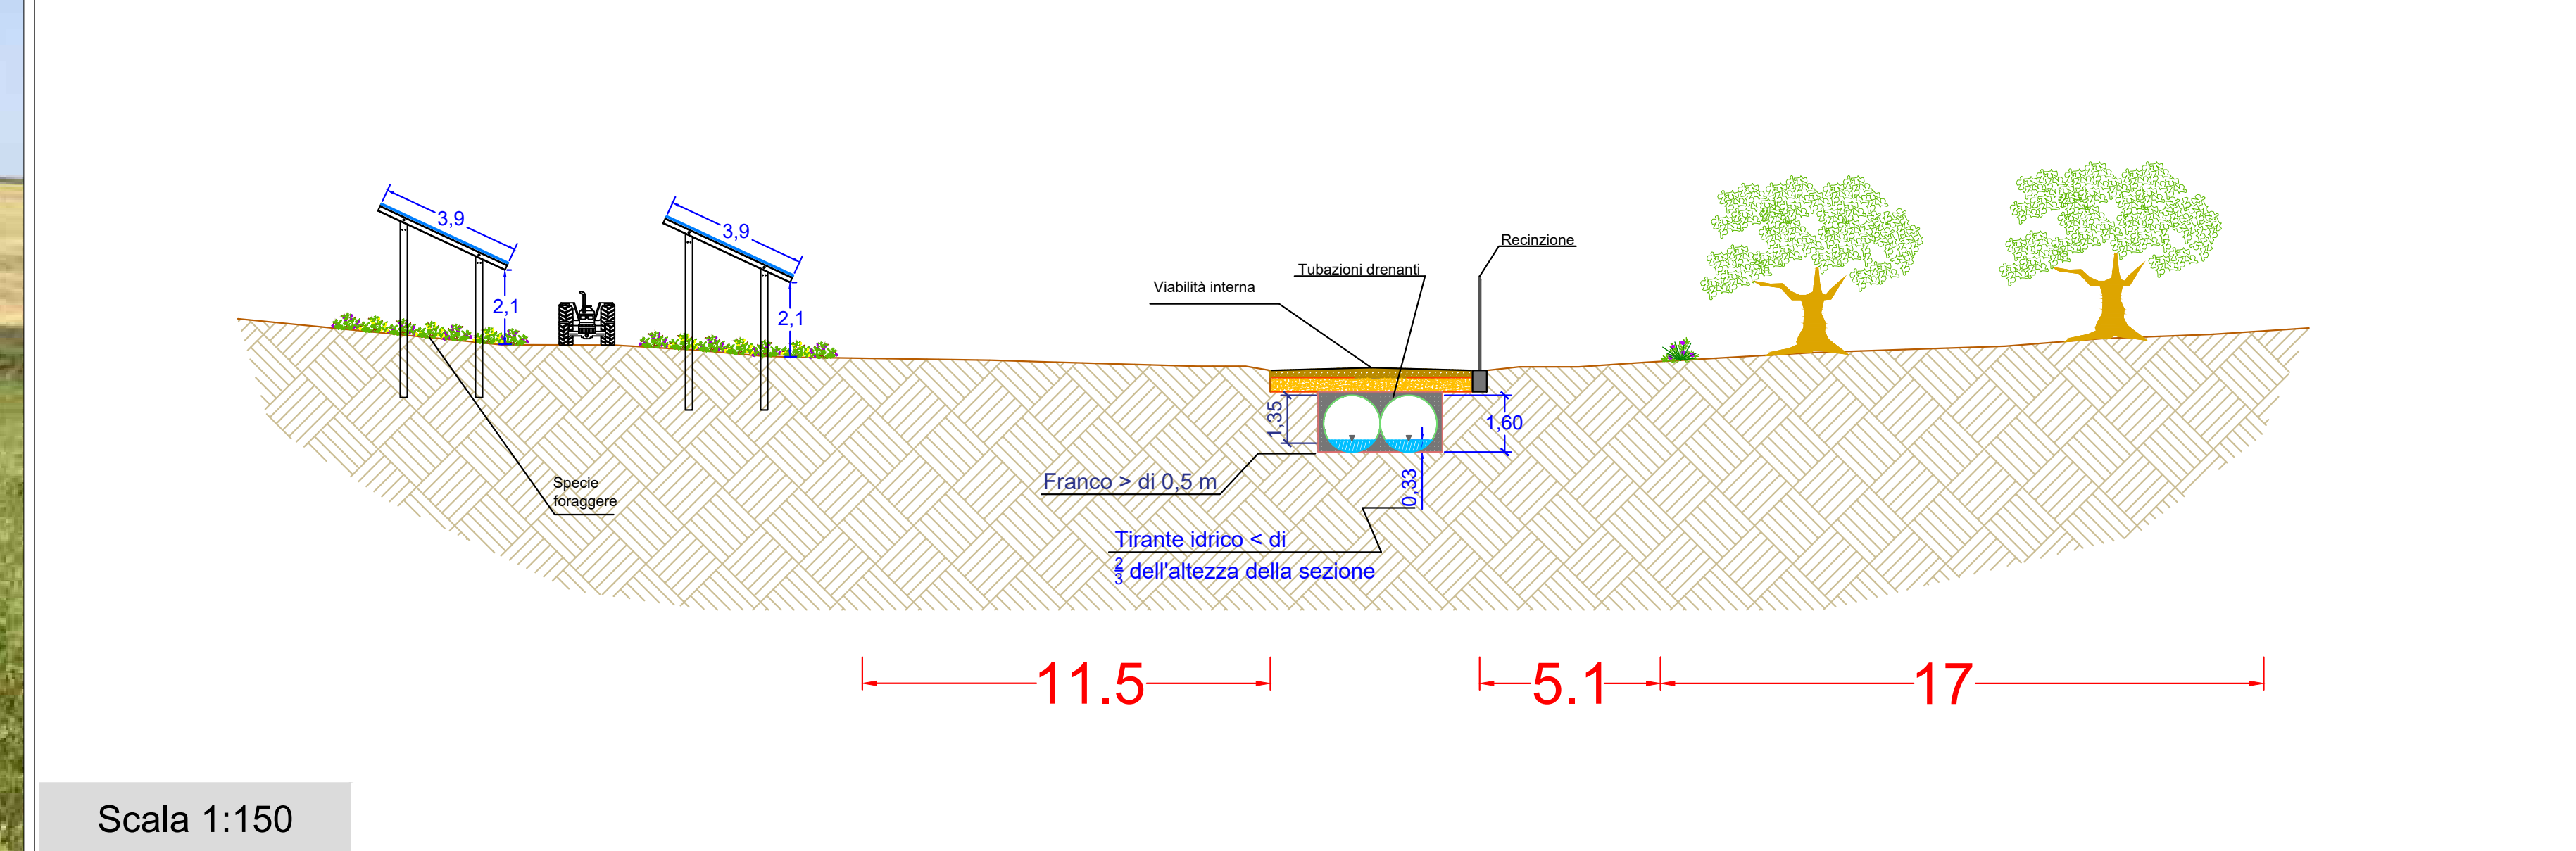 3,9
3,9
2,1
2,1
Recinzione
Tubazioni drenanti
Viabilità interna
1,35
1,60
Franco > di 0,5 m
0,33
Specie
foraggere
Tirante idrico < di
2/3 dell'altezza della sezione
11.5
5.1
17
Scala 1:150